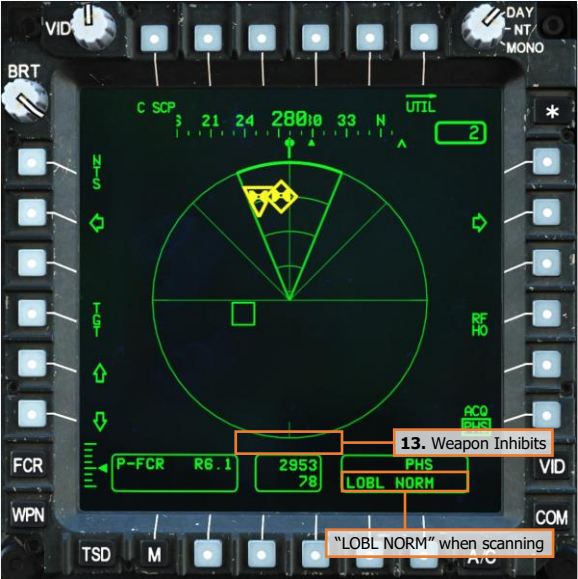 VID
DAY
NT
MONO
BRT
*
C SCP
UTIL
21 24 280 30 33 N
2
NTS
TGT
RF HO
ACQ
PHS
13. Weapon Inhibits
FCR
P-FCR R6.1
2953
78
PHS
LOBL NORM
VID
WPN
COM
"LOBL NORM" when scanning
TSD
M
A/C